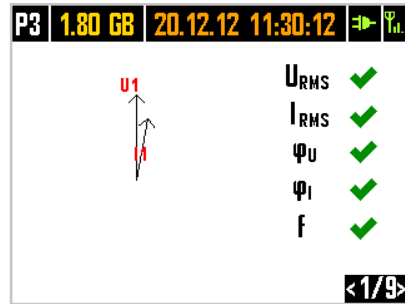 P3 1.80 GB 20.12.12 11:30:12
U1
I1
URMS
IRMS
φU
φI
f
<1/9>